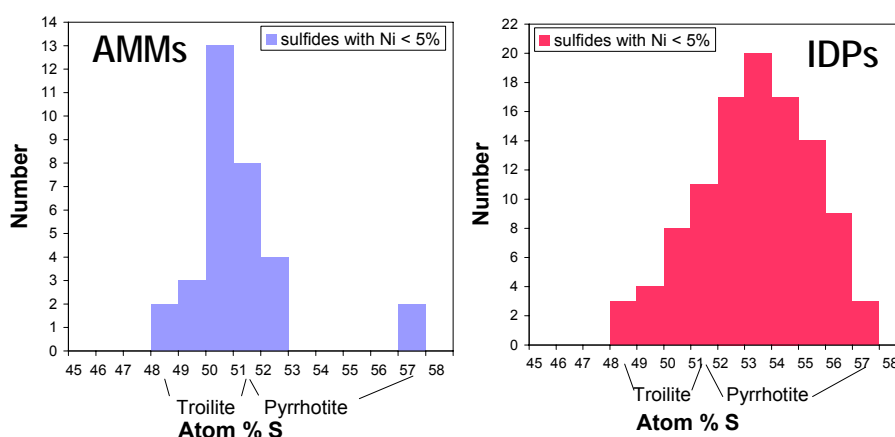 AMMs
sulfides with Ni < 5%
Number
14
13
12
11
10
9
8
7
6
5
4
3
2
1
0
45 46 47 48 49 50 51 52 53 54 55 56 57 58
Troilite Pyrrhotite
Atom % S
IDPs
sulfides with Ni < 5%
Number
22
20
18
16
14
12
10
8
6
4
2
0
45 46 47 48 49 50 51 52 53 54 55 56 57 58
Troilite Pyrrhotite
Atom % S